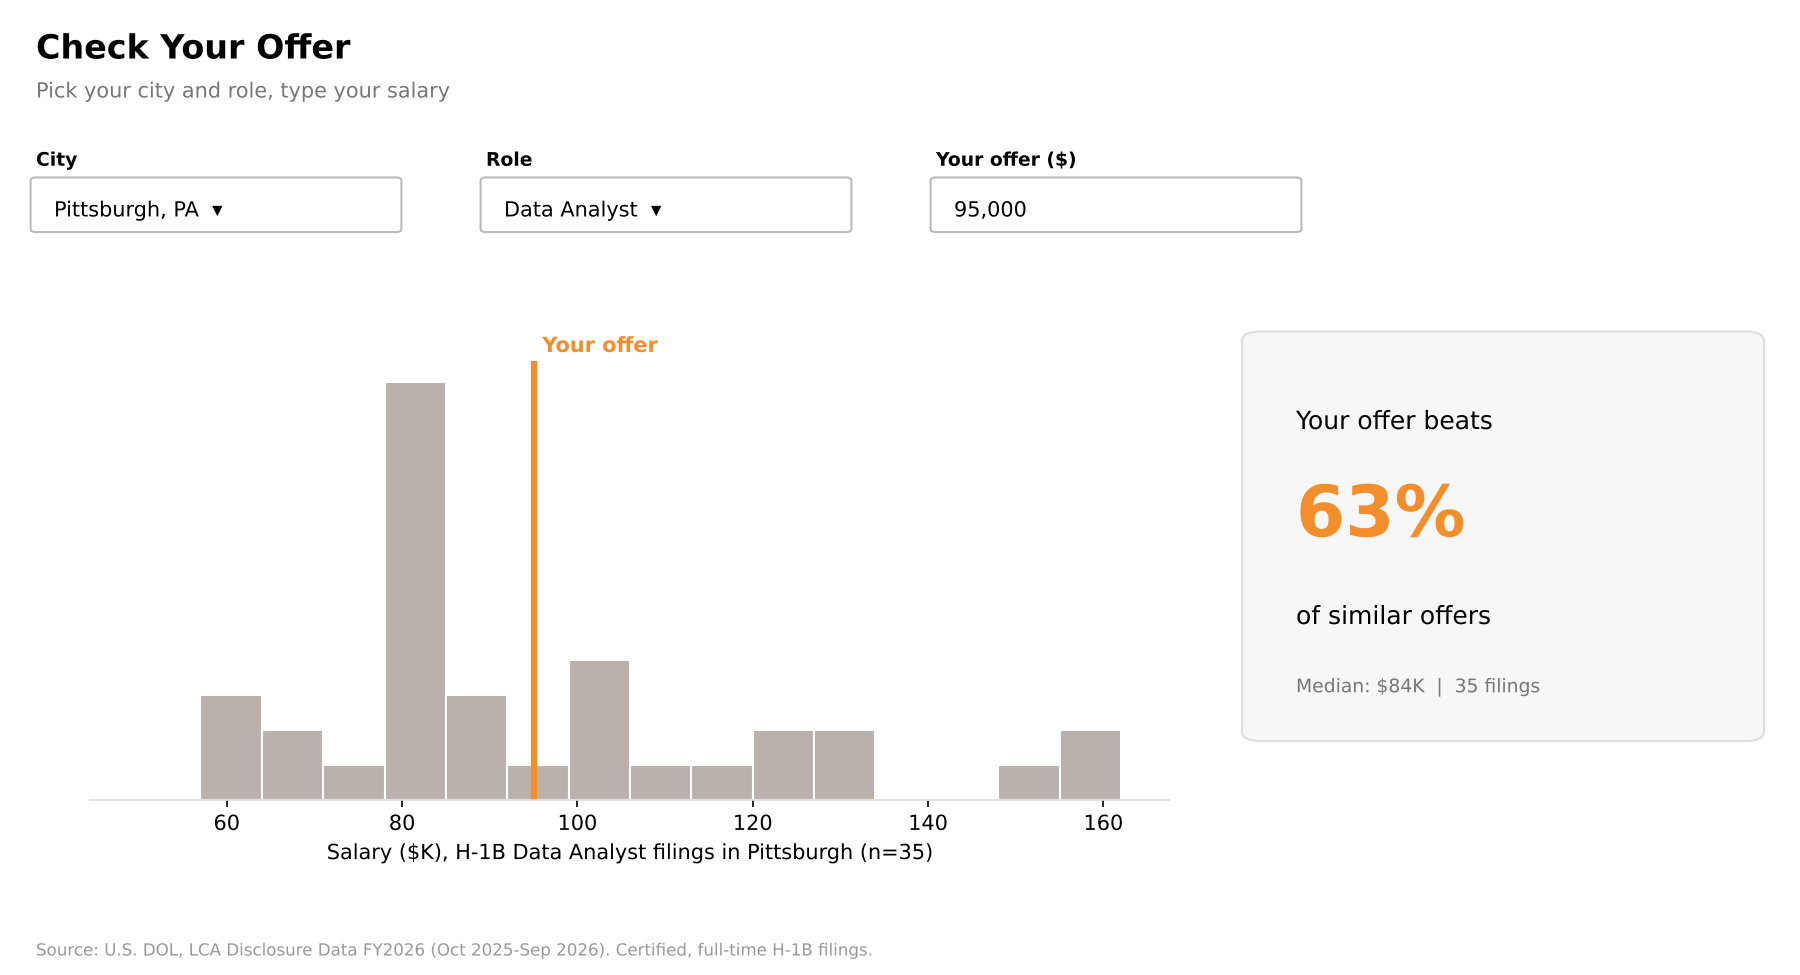 Check Your Offer
Pick your city and role, type your salary
City
Role
Your offer ($)
Pittsburgh, PA ▼
Data Analyst ▼
95,000
Your offer
Your offer beats
63%
of similar offers
Median: $84K | 35 filings
60 80 100 120 140 160
Salary ($K), H-1B Data Analyst filings in Pittsburgh (n=35)
Source: U.S. DOL, LCA Disclosure Data FY2026 (Oct 2025-Sep 2026). Certified, full-time H-1B filings.